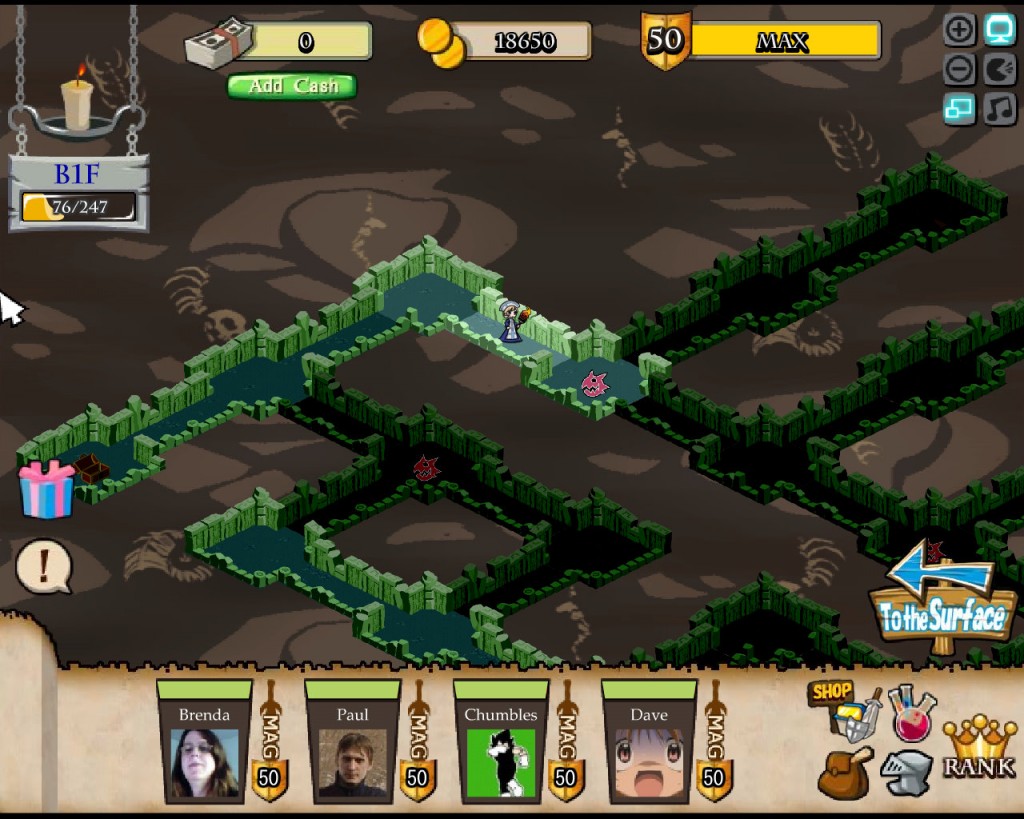 0
18650
50 MAX
Add Cash
B1F
76/247
!
To the Surface
Brenda
MAG
50
Paul
MAG
50
Chumbles
MAG
50
Dave
MAG
50
SHOP
RANK